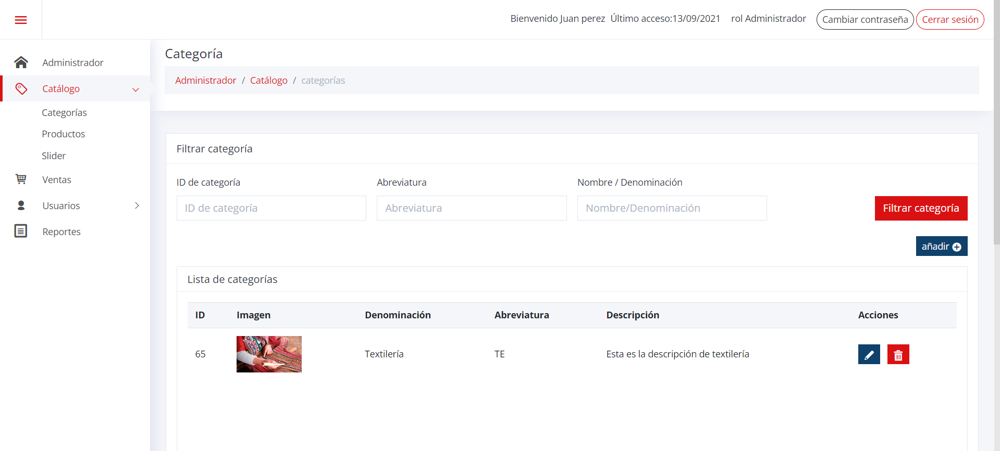 Bienvenido Juan perez Último acceso:13/09/2021 rol Administrador Cambiar contraseña Cerrar sesión
Administrador
Catálogo
Categorías
Productos
Slider
Ventas
Usuarios
Reportes
Categoría
Administrador / Catálogo / categorías
Filtrar categoría
ID de categoría Abreviatura Nombre / Denominación
ID de categoría Abreviatura Nombre/Denominación Filtrar categoría
añadir
Lista de categorías
ID Imagen Denominación Abreviatura Descripción Acciones
65 Textilería TE Esta es la descripción de textilería